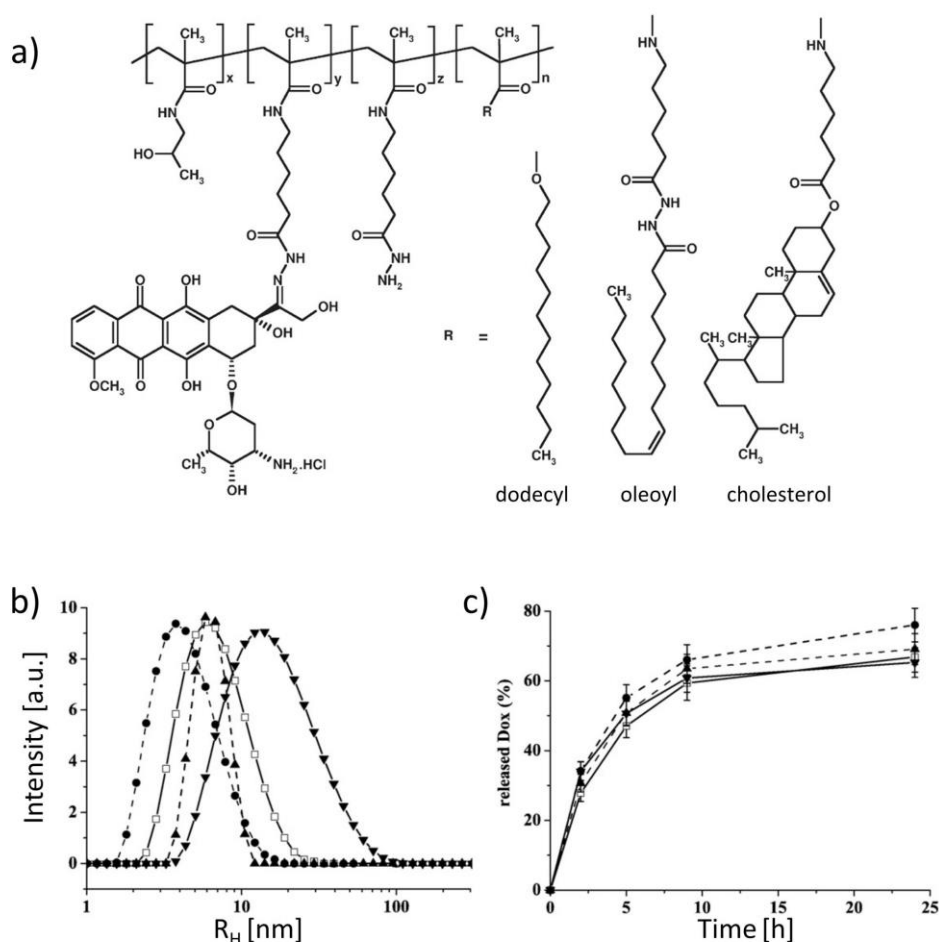 a)
CH₃
x
CH₃
y
CH₃
z
CH₃
n
O
O
O
O
HN
HN
HN
R
HO
CH₃
O
NH
N
O
NH
NH₂
O
OH
OH
OH
O
OH
OCH₃
O
OH
O
CH₃
NH₂.HCl
OH
R =
O
CH₃
dodecyl
HN
O
NH
HN
O
CH₃
oleoyl
HN
O
O
CH₃
CH₃
CH₃
CH₃
CH₃
cholesterol
b)
Intensity [a.u.]
10
8
6
4
2
0
1
10
100
R_H [nm]
c)
released Dox (%)
80
60
40
20
0
0
5
10
15
20
25
Time [h]